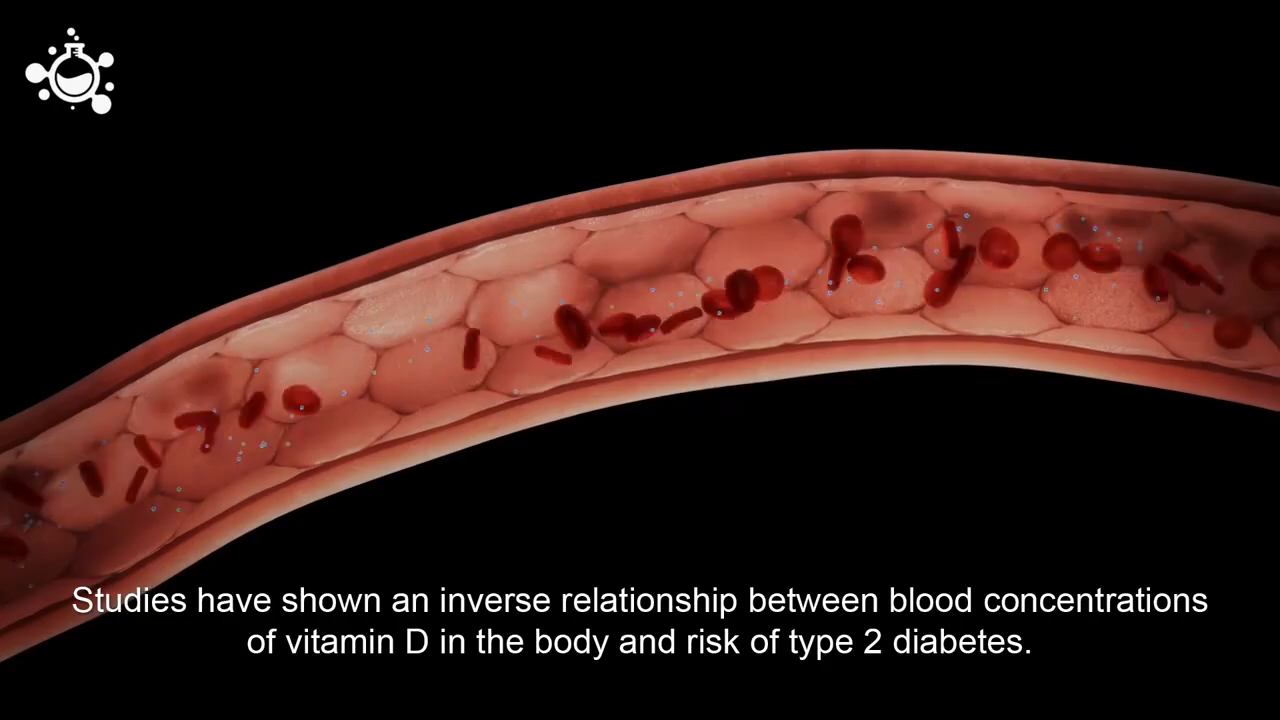 Studies have shown an inverse relationship between blood concentrations
of vitamin D in the body and risk of type 2 diabetes.